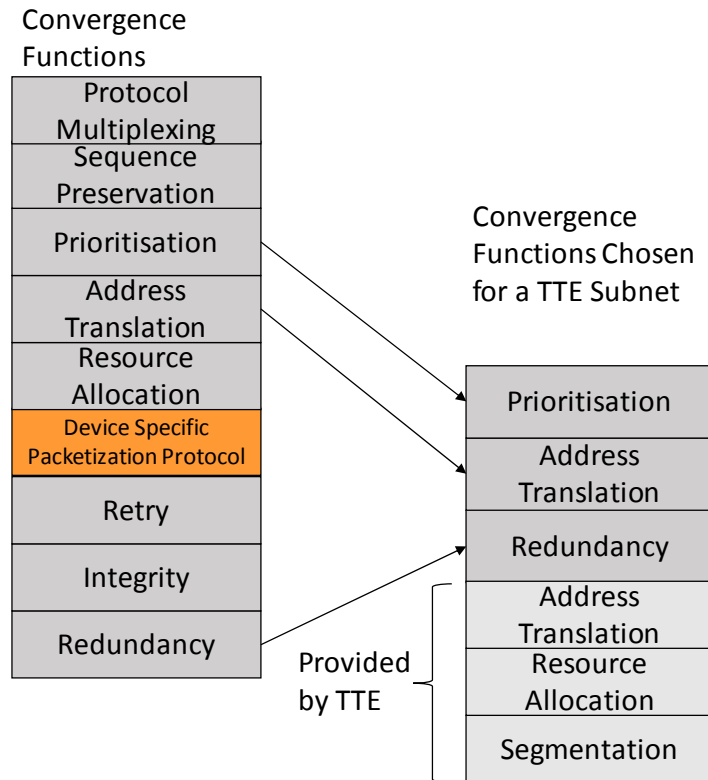 Convergence
Functions
Protocol
Multiplexing
Sequence
Preservation
Prioritisation
Address
Translation
Resource
Allocation
Device Specific
Packetization Protocol
Retry
Integrity
Redundancy
Convergence
Functions Chosen
for a TTE Subnet
Prioritisation
Address
Translation
Redundancy
Provided
by TTE
Address
Translation
Resource
Allocation
Segmentation